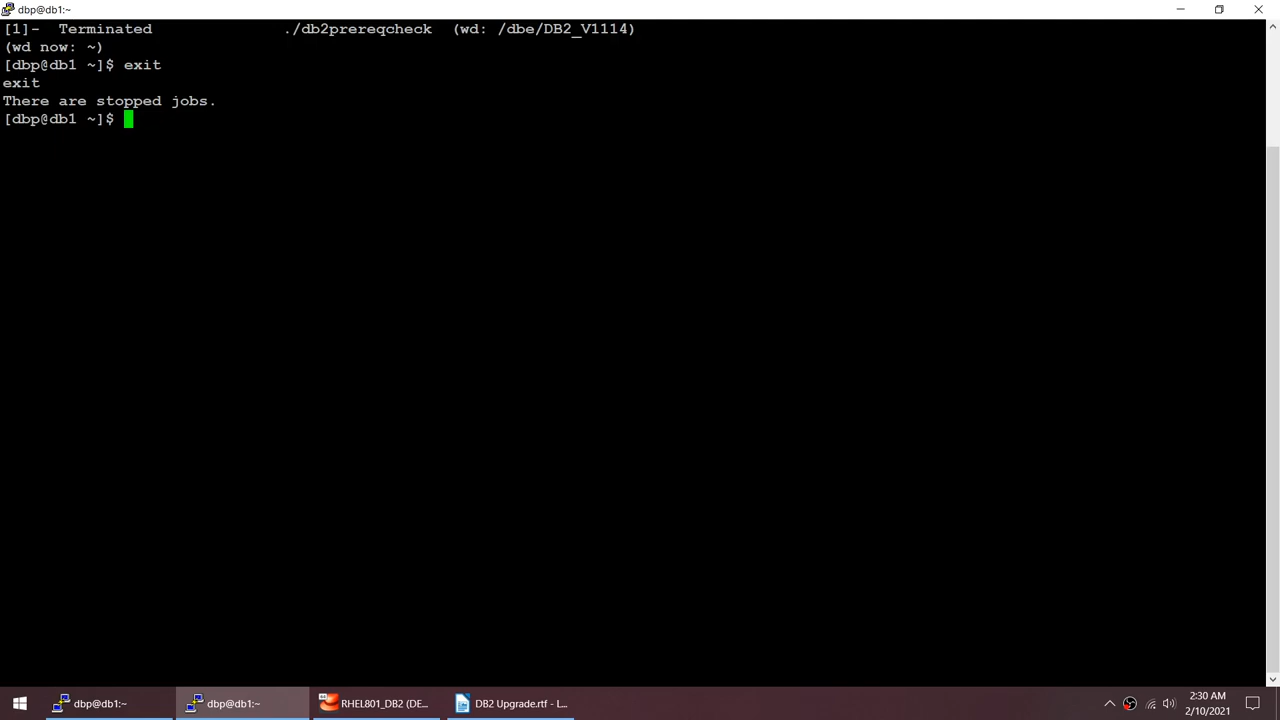 dbp@db1:~
[1]-  Terminated              ./db2prereqcheck  (wd: /dbe/DB2_V1114)
(wd now: ~)
[dbp@db1 ~]$ exit
exit
There are stopped jobs.
[dbp@db1 ~]$
dbp@db1:~
dbp@db1:~
RHEL801_DB2 (DE...
DB2 Upgrade.rtf - L...
2:30 AM
2/10/2021